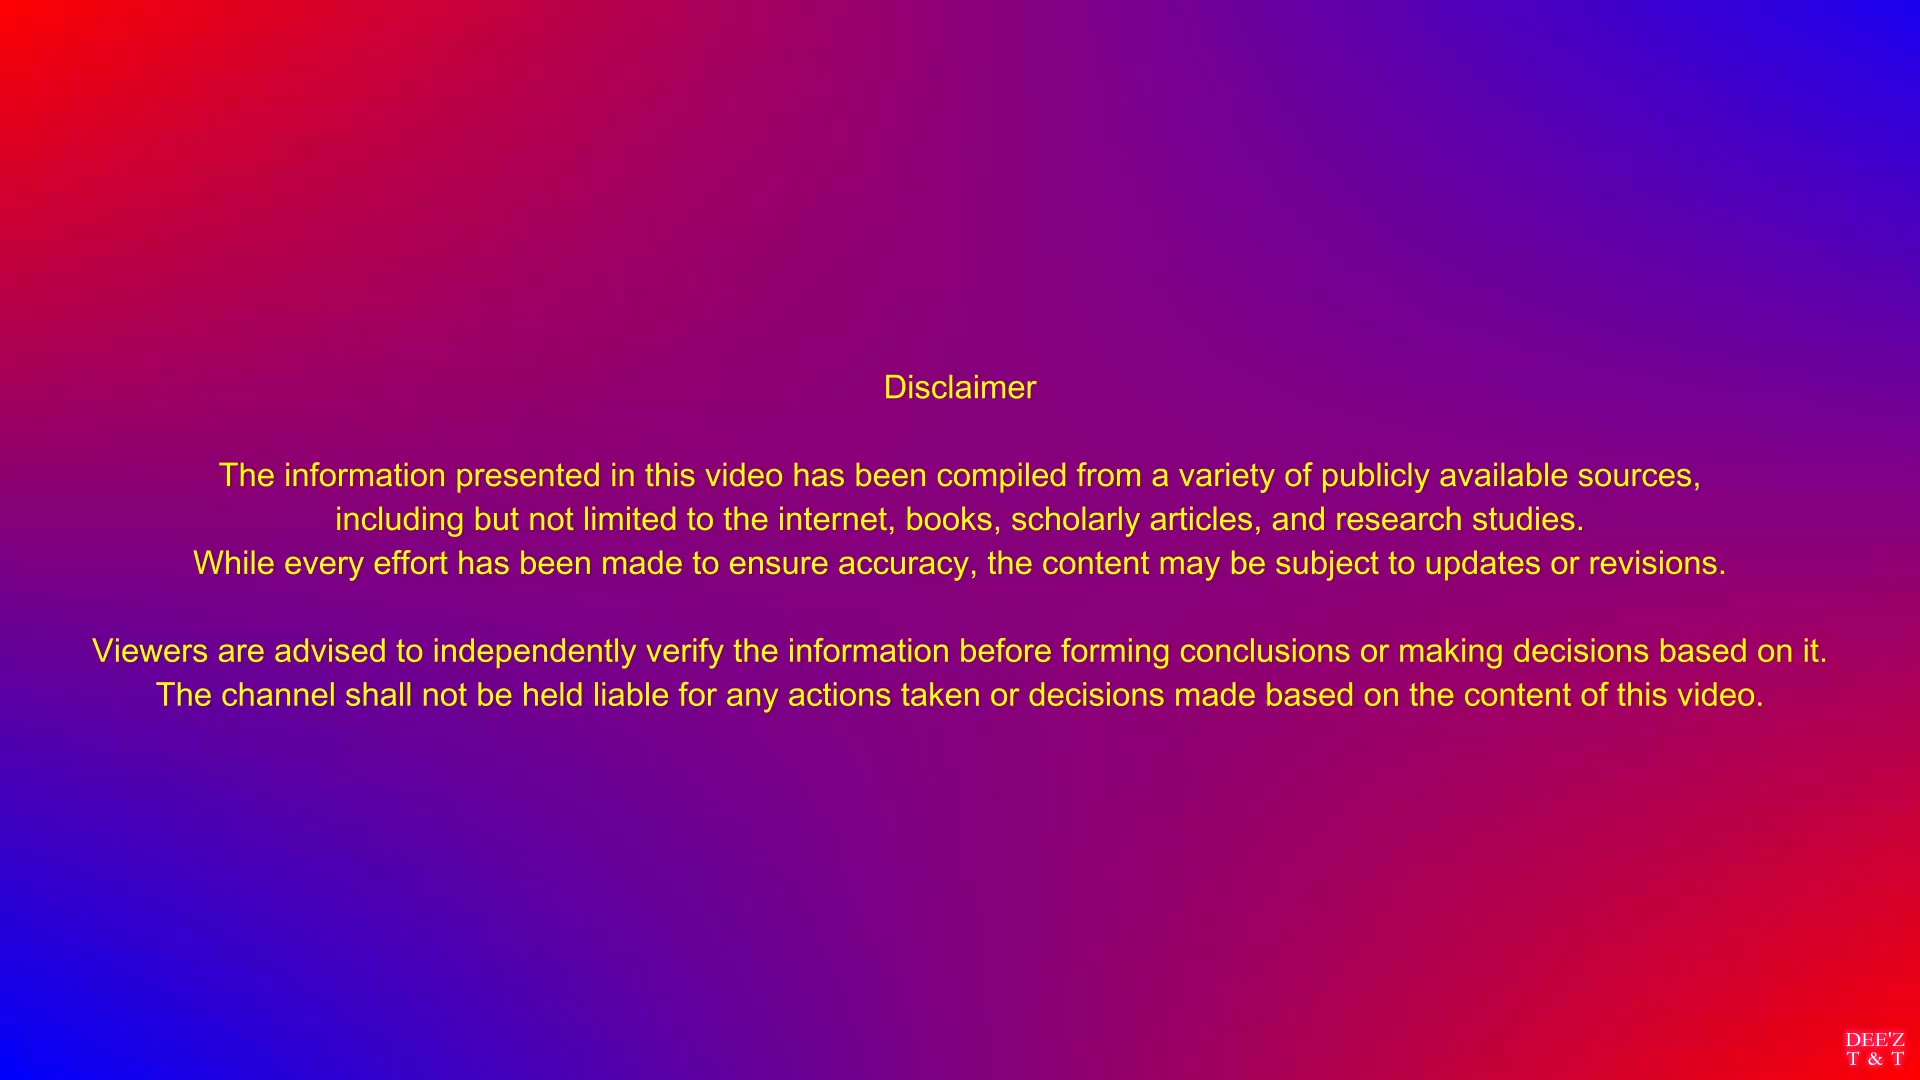 Disclaimer
The information presented in this video has been compiled from a variety of publicly available sources,
including but not limited to the internet, books, scholarly articles, and research studies.
While every effort has been made to ensure accuracy, the content may be subject to updates or revisions.
Viewers are advised to independently verify the information before forming conclusions or making decisions based on it.
The channel shall not be held liable for any actions taken or decisions made based on the content of this video.
DEE'Z
T & T